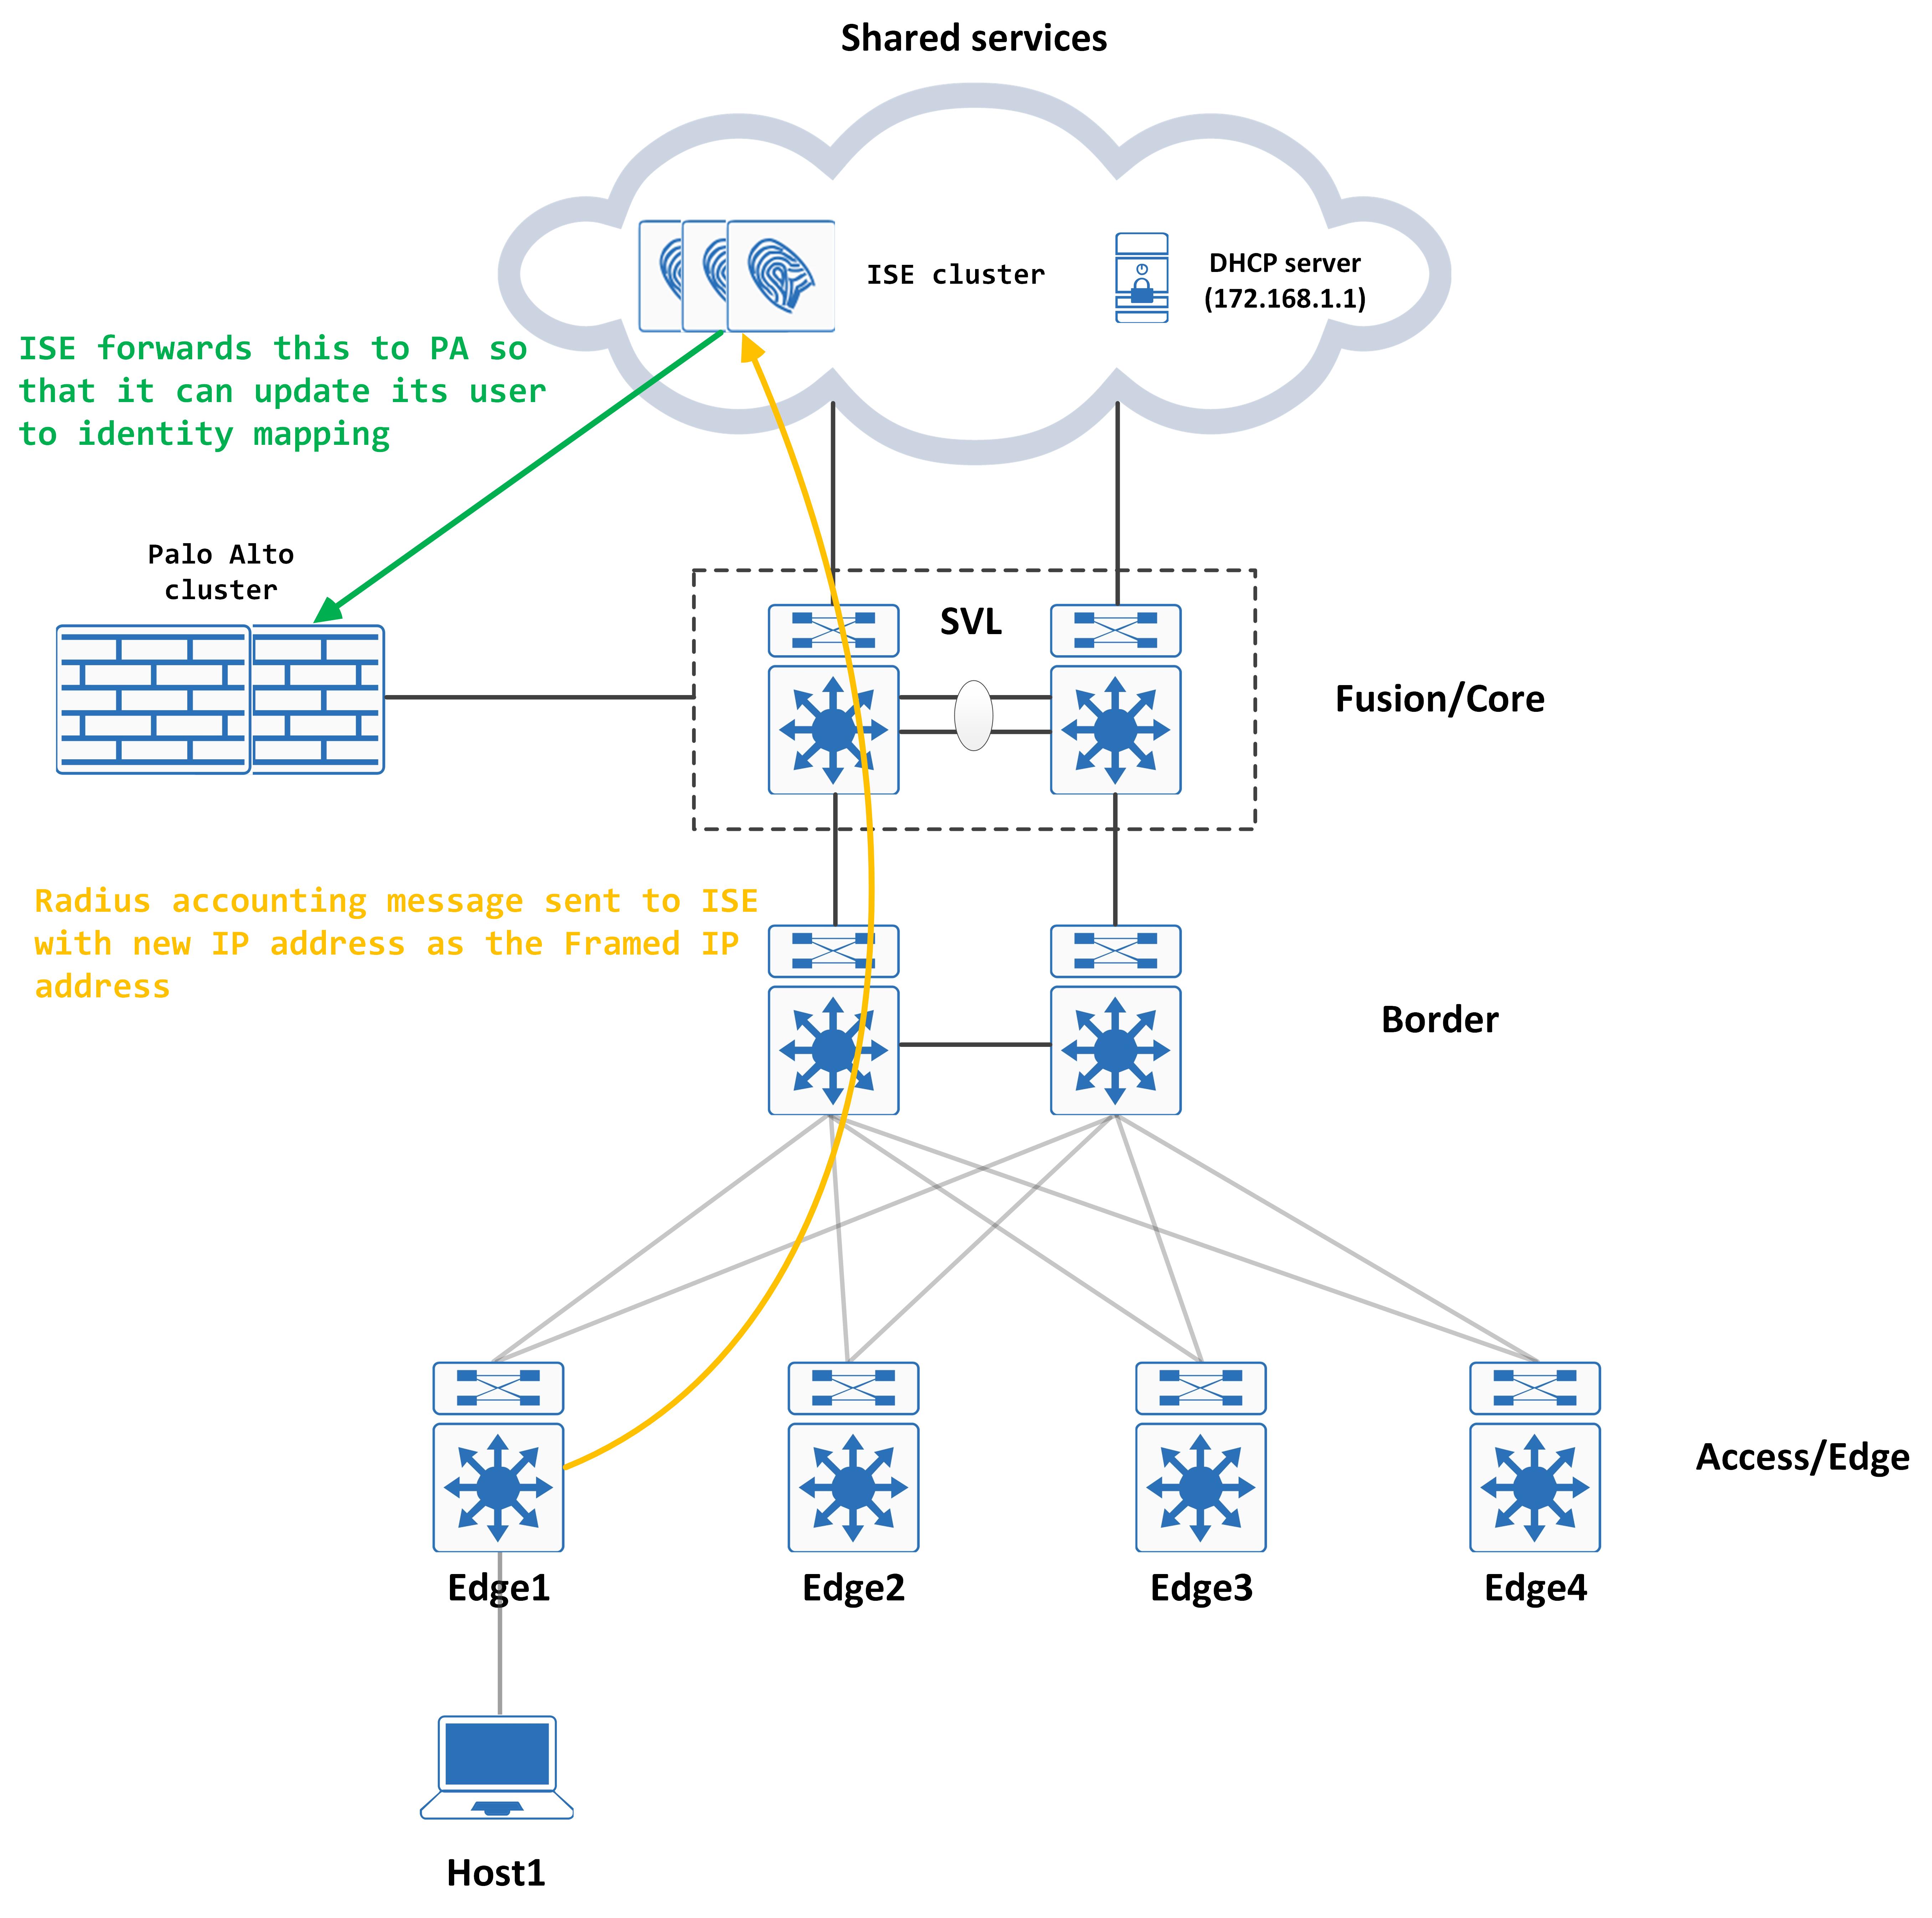 Shared services
ISE cluster
DHCP server
(172.168.1.1)
ISE forwards this to PA so
that it can update its user
to identity mapping
Palo Alto
cluster
SVL
Fusion/Core
Radius accounting message sent to ISE
with new IP address as the Framed IP
address
Border
Access/Edge
Edge1
Edge2
Edge3
Edge4
Host1